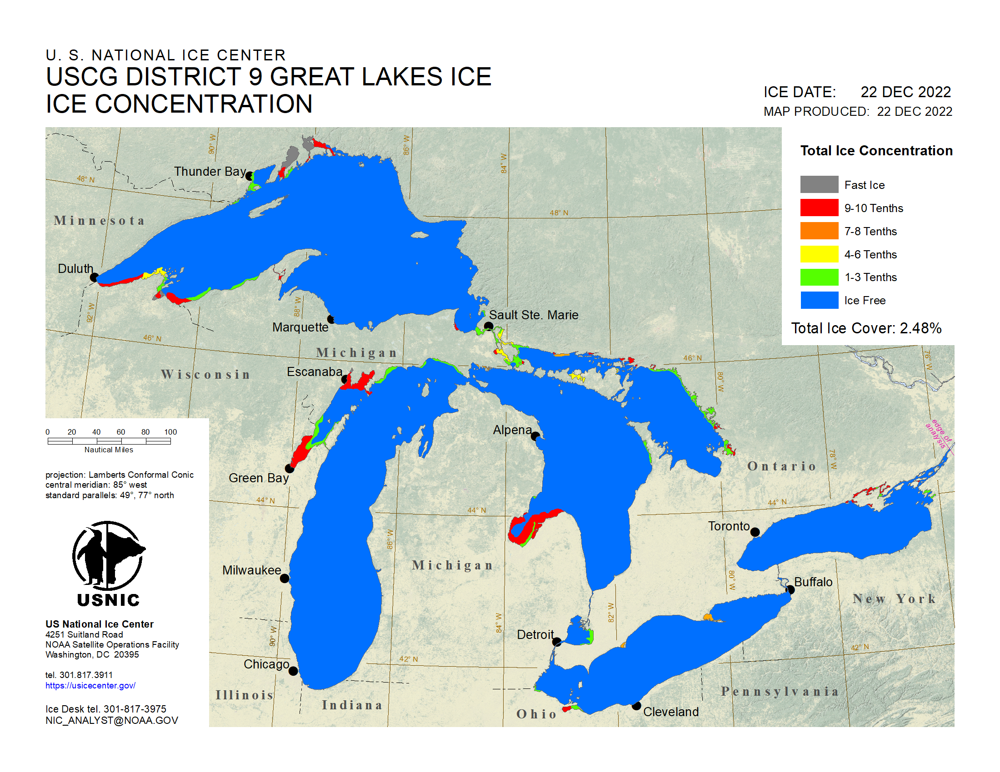 U. S. NATIONAL ICE CENTER
USCG DISTRICT 9 GREAT LAKES ICE
ICE CONCENTRATION
ICE DATE: 22 DEC 2022
MAP PRODUCED: 22 DEC 2022
Total Ice Concentration
Fast Ice
9-10 Tenths
7-8 Tenths
4-6 Tenths
1-3 Tenths
Ice Free
Total Ice Cover: 2.48%
90° W
86° W
84° W
Thunder Bay
48° N
48° N
Minnesota
Duluth
92° W
88° W
Sault Ste. Marie
Marquette
46° N
Michigan
46° N
76° W
Wisconsin
Escanaba
80° W
Alpena
edge of
analysis
78° W
Ontario
Green Bay
44° N
44° N
44° N
Toronto
86° W
Michigan
Milwaukee
80° W
Buffalo
New York
84° W
82° W
Detroit
90° W
42° N
42° N
Chicago
Illinois
Indiana
Pennsylvania
Ohio
Cleveland
0 20 40 60 80 100
Nautical Miles
projection: Lamberts Conformal Conic
central meridian: 85° west
standard parallels: 49°, 77° north
USNIC
US National Ice Center
4251 Suitland Road
NOAA Satellite Operations Facility
Washington, DC 20395
tel. 301.817.3911
https://usicecenter.gov/
Ice Desk tel. 301-817-3975
NIC_ANALYST@NOAA.GOV